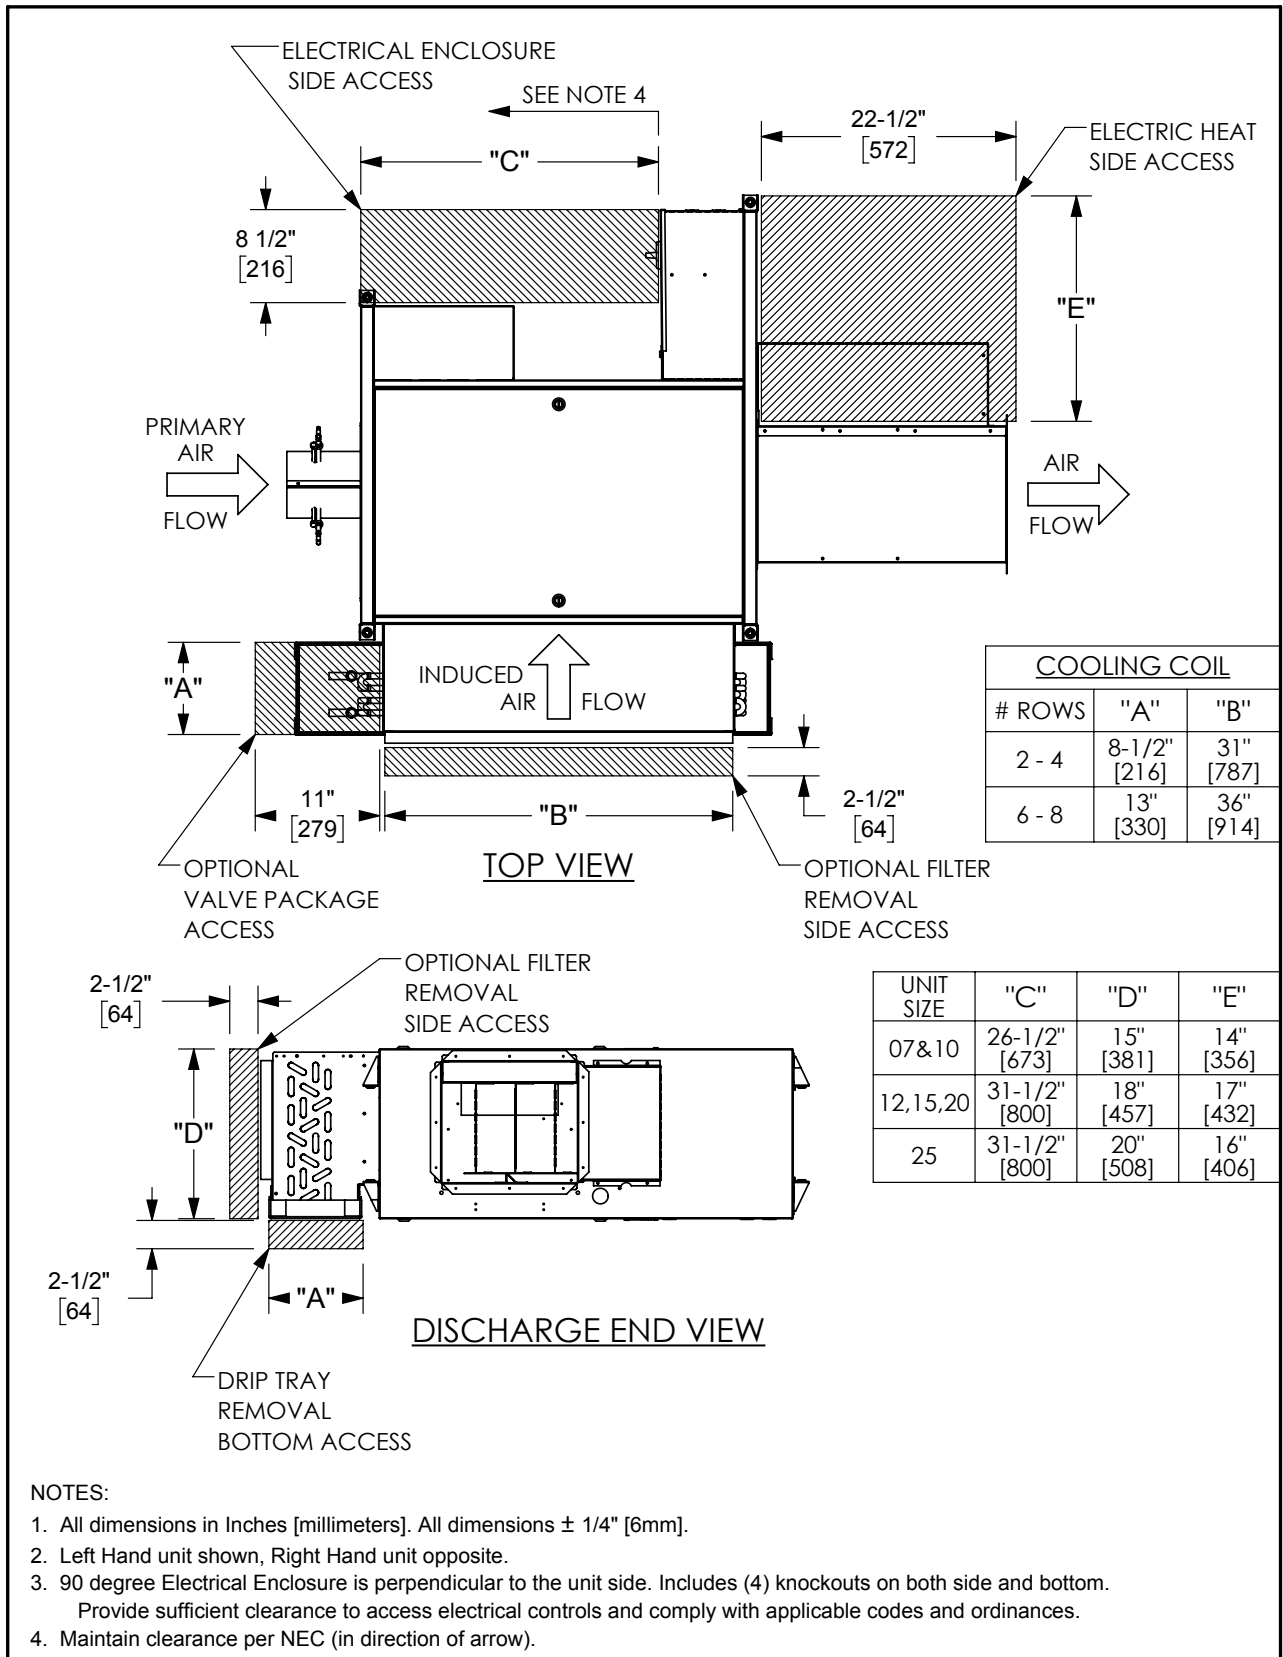 ELECTRICAL ENCLOSURE
SIDE ACCESS
SEE NOTE 4
"C"
22-1/2"
[572]
ELECTRIC HEAT
SIDE ACCESS
8 1/2"
[216]
"E"
PRIMARY
AIR
FLOW
AIR
FLOW
"A"
INDUCED
AIR FLOW
11"
[279]
"B"
2-1/2"
[64]
OPTIONAL
VALVE PACKAGE
ACCESS
TOP VIEW
OPTIONAL FILTER
REMOVAL
SIDE ACCESS
COOLING COIL
# ROWS "A" "B"
2 - 4 8-1/2" [216] 31" [787]
6 - 8 13" [330] 36" [914]
2-1/2"
[64]
OPTIONAL FILTER
REMOVAL
SIDE ACCESS
"D"
2-1/2"
[64]
"A"
DISCHARGE END VIEW
DRIP TRAY
REMOVAL
BOTTOM ACCESS
UNIT SIZE "C" "D" "E"
07&10 26-1/2" [673] 15" [381] 14" [356]
12,15,20 31-1/2" [800] 18" [457] 17" [432]
25 31-1/2" [800] 20" [508] 16" [406]
NOTES:
1. All dimensions in Inches [millimeters]. All dimensions ± 1/4" [6mm].
2. Left Hand unit shown, Right Hand unit opposite.
3. 90 degree Electrical Enclosure is perpendicular to the unit side. Includes (4) knockouts on both side and bottom.
Provide sufficient clearance to access electrical controls and comply with applicable codes and ordinances.
4. Maintain clearance per NEC (in direction of arrow).